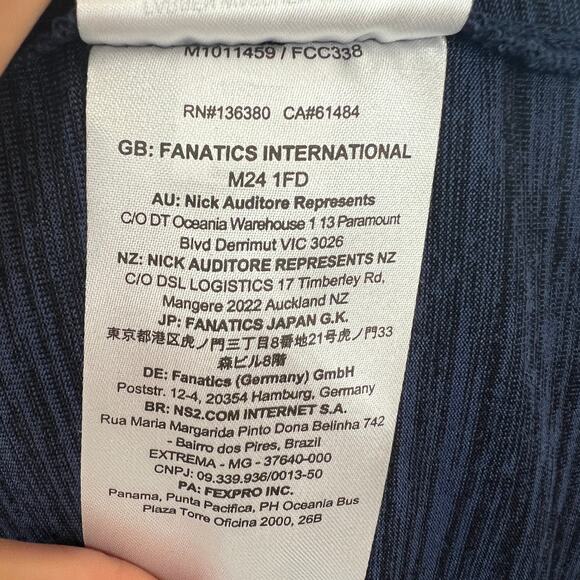 M1011459 / FCC338
RN#136380 CA#61484
GB: FANATICS INTERNATIONAL
M24 1FD
AU: Nick Auditore Represents
C/O DT Oceania Warehouse 1 13 Paramount
Blvd Derrimut VIC 3026
NZ: NICK AUDITORE REPRESENTS NZ
C/O DSL LOGISTICS 17 Timberley Rd,
Mangere 2022 Auckland NZ
JP: FANATICS JAPAN G.K.
東京都港区虎ノ門三丁目8番地21号虎ノ門33
森ビル8階
DE: Fanatics (Germany) GmbH
Poststr. 12-4, 20354 Hamburg, Germany
BR: NS2.COM INTERNET S.A.
Rua Maria Margarida Pinto Dona Belinha 742
- Bairro dos Pires, Brazil
EXTREMA - MG - 37640-000
CNPJ: 09.339.936/0013-50
PA: FEXPRO INC.
Panama, Punta Pacifica, PH Oceania Bus
Plaza Torre Oficina 2000, 26B